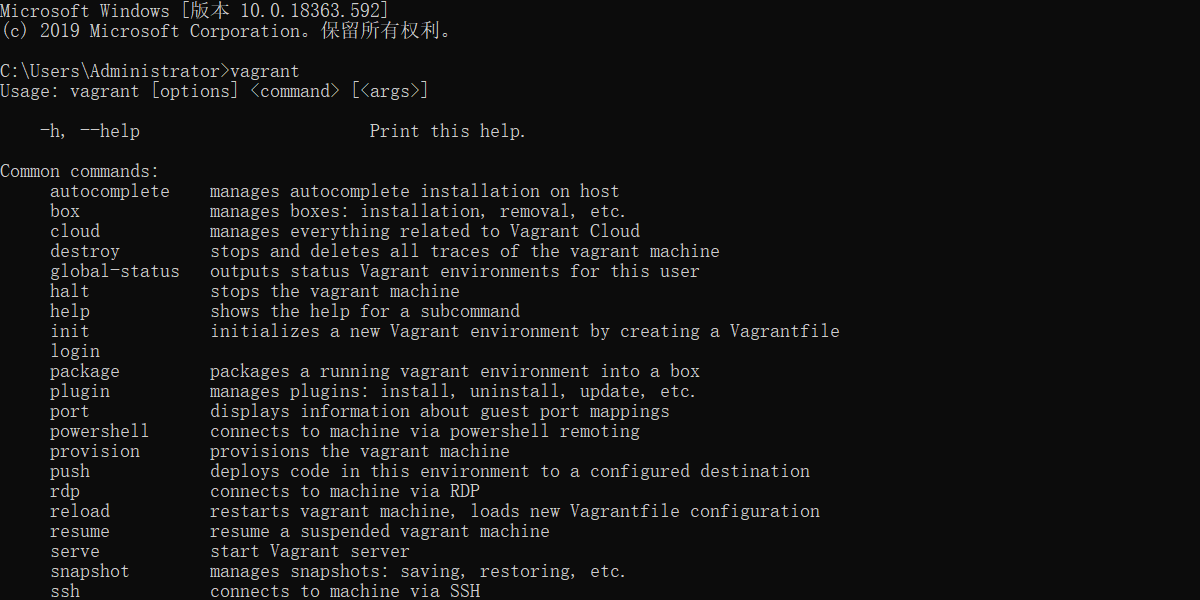 Microsoft Windows [版本 10.0.18363.592]
(c) 2019 Microsoft Corporation。保留所有权利。
C:\Users\Administrator>vagrant
Usage: vagrant [options] <command> [<args>]
-h, --help Print this help.
Common commands:
autocomplete manages autocomplete installation on host
box manages boxes: installation, removal, etc.
cloud manages everything related to Vagrant Cloud
destroy stops and deletes all traces of the vagrant machine
global-status outputs status Vagrant environments for this user
halt stops the vagrant machine
help shows the help for a subcommand
init initializes a new Vagrant environment by creating a Vagrantfile
login
package packages a running vagrant environment into a box
plugin manages plugins: install, uninstall, update, etc.
port displays information about guest port mappings
powershell connects to machine via powershell remoting
provision provisions the vagrant machine
push deploys code in this environment to a configured destination
rdp connects to machine via RDP
reload restarts vagrant machine, loads new Vagrantfile configuration
resume resume a suspended vagrant machine
serve start Vagrant server
snapshot manages snapshots: saving, restoring, etc.
ssh connects to machine via SSH